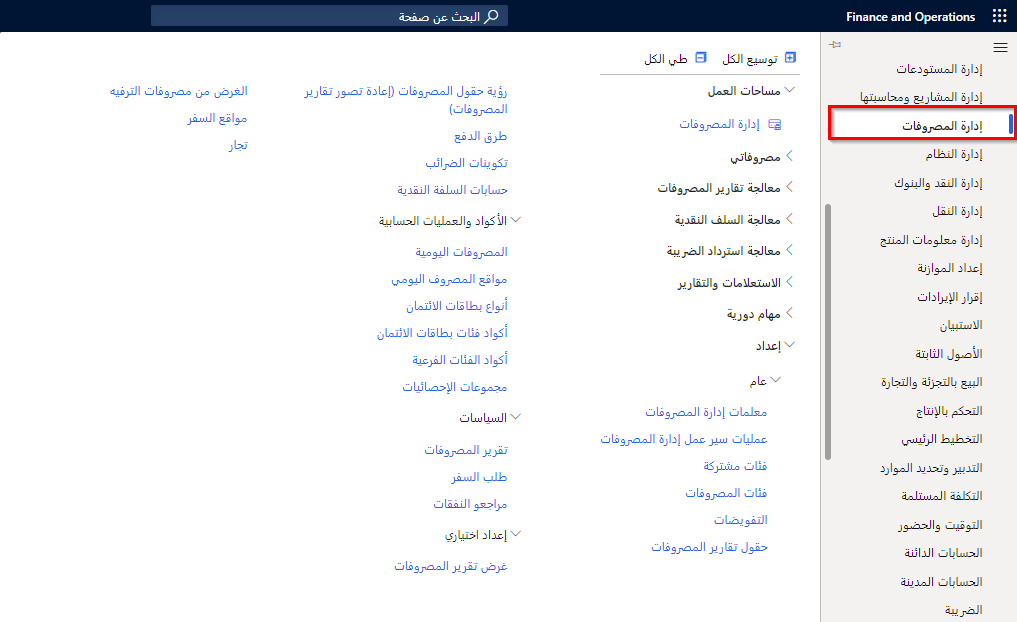 Finance and Operations
البحث عن صفحة
إدارة المستودعات
إدارة المشاريع ومحاسبتها
إدارة المصروفات
إدارة النظام
إدارة النقد والبنوك
إدارة النقل
إدارة معلومات المنتج
إعداد الموازنة
إقرار الإيرادات
الاستبيان
الأصول الثابتة
البيع بالتجزئة والتجارة
التحكم بالإنتاج
التخطيط الرئيسي
التدبير وتحديد الموارد
التكلفة المستلمة
التوقيت والحضور
الحسابات الدائنة
الحسابات المدينة
الضريبة
توسيع الكل
طي الكل
مساحات العمل
إدارة المصروفات
مصروفاتي
معالجة تقارير المصروفات
معالجة السلف النقدية
معالجة استرداد الضريبة
الاستعلامات والتقارير
مهام دورية
إعداد
عام
معلمات إدارة المصروفات
عمليات سير عمل إدارة المصروفات
فئات مشتركة
فئات المصروفات
التفويضات
حقول تقارير المصروفات
رؤية حقول المصروفات (إعادة تصور تقارير
المصروفات)
طرق الدفع
تكوينات الضرائب
حسابات السلفة النقدية
الأكواد والعمليات الحسابية
المصروفات اليومية
مواقع المصروف اليومي
أنواع بطاقات الائتمان
أكواد فئات بطاقات الائتمان
أكواد الفئات الفرعية
مجموعات الإحصائيات
السياسات
تقرير المصروفات
طلب السفر
مراجعو النفقات
إعداد اختياري
غرض تقرير المصروفات
الغرض من مصروفات الترفيه
مواقع السفر
تجار